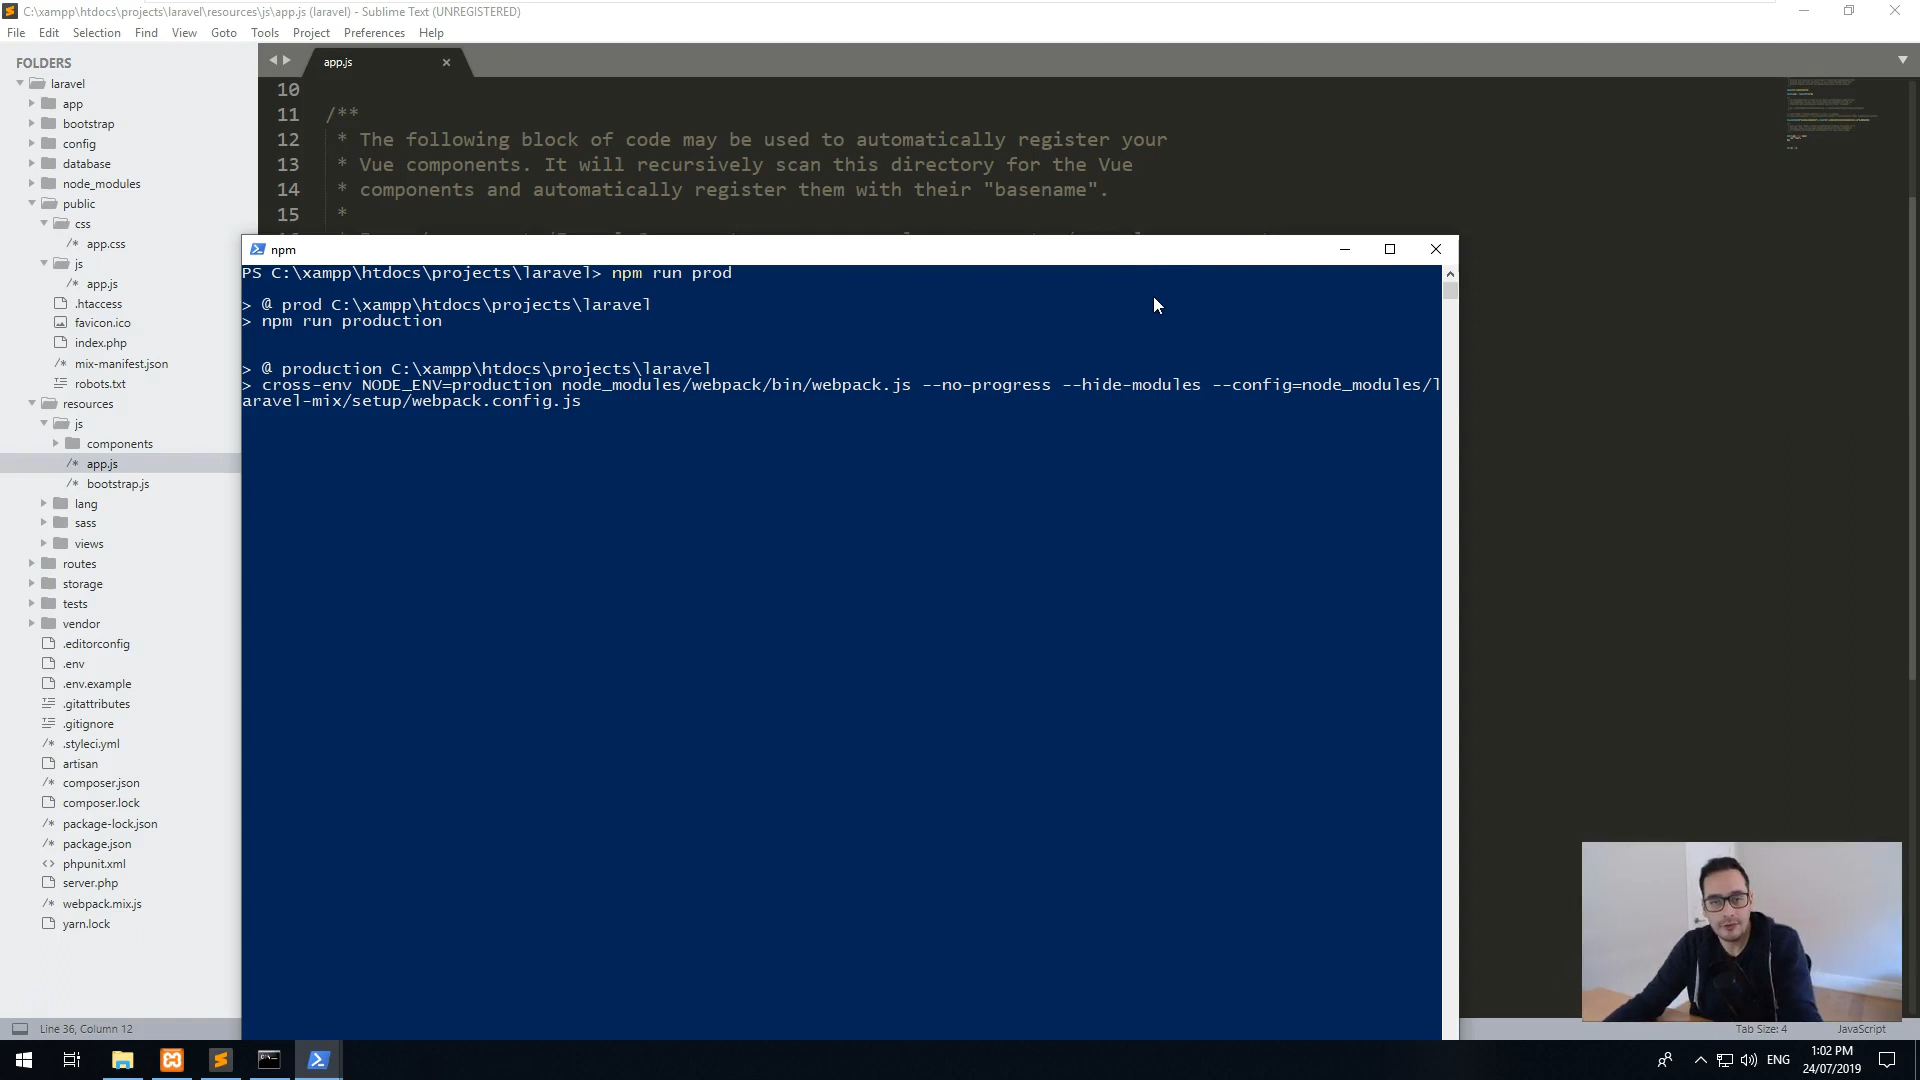 C:\xampp\htdocs\projects\laravel\resources\js\app.js (laravel) - Sublime Text (UNREGISTERED)
File Edit Selection Find View Goto Tools Project Preferences Help
FOLDERS
laravel
app
bootstrap
config
database
node_modules
public
css
/* app.css
js
/* app.js
.htaccess
favicon.ico
index.php
/* mix-manifest.json
robots.txt
resources
js
components
/* app.js
/* bootstrap.js
lang
sass
views
routes
storage
tests
vendor
.editorconfig
.env
.env.example
.gitattributes
.gitignore
/* .styleci.yml
artisan
/* composer.json
composer.lock
/* package-lock.json
/* package.json
<> phpunit.xml
server.php
/* webpack.mix.js
yarn.lock
app.js
10
11 /**
12 * The following block of code may be used to automatically register your
13 * Vue components. It will recursively scan this directory for the Vue
14 * components and automatically register them with their "basename".
15 *
npm
PS C:\xampp\htdocs\projects\laravel> npm run prod
> @ prod C:\xampp\htdocs\projects\laravel
> npm run production
> @ production C:\xampp\htdocs\projects\laravel
> cross-env NODE_ENV=production node_modules/webpack/bin/webpack.js --no-progress --hide-modules --config=node_modules/l
aravel-mix/setup/webpack.config.js
Line 36, Column 12
Tab Size: 4
JavaScript
ENG
1:02 PM
24/07/2019